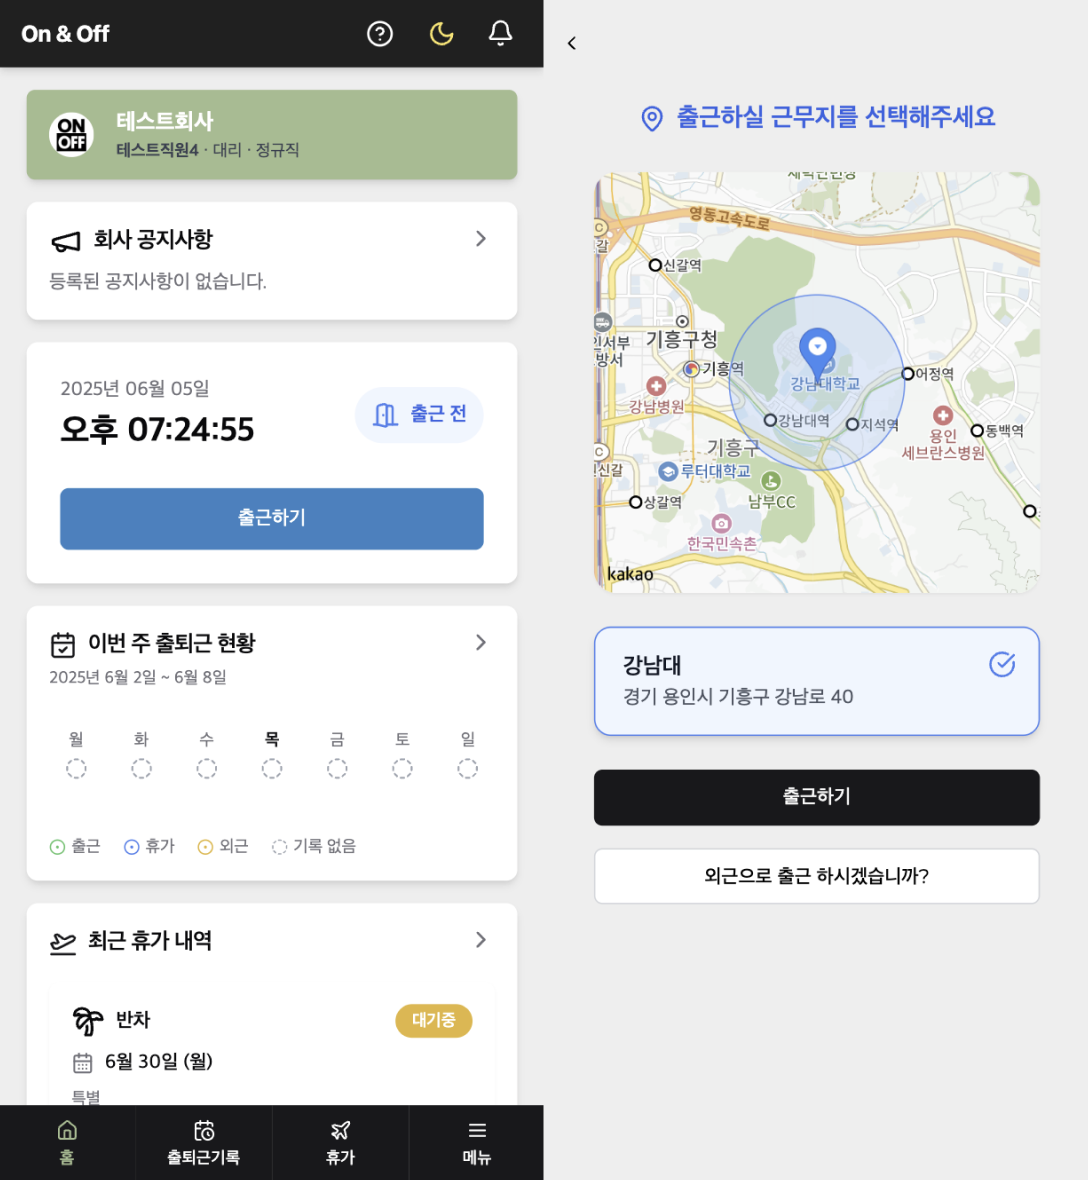 On & Off
ON
OFF
테스트회사
테스트직원4 · 대리 · 정규직
회사 공지사항
등록된 공지사항이 없습니다.
2025년 06월 05일
오후 07:24:55
출근 전
출근하기
이번 주 출퇴근 현황
2025년 6월 2일 ~ 6월 8일
월 화 수 목 금 토 일
출근 휴가 외근 기록 없음
최근 휴가 내역
반차
대기중
6월 30일 (월)
특별
홈 출퇴근기록 휴가 메뉴
출근하실 근무지를 선택해주세요
영동고속도로
신갈역
기흥구청
기흥역
강남대학교
어정역
강남병원
강남대역
지석역
동백역
용인
세브란스병원
기흥구
루터대학교
신갈
상갈역
남부CC
한국민속촌
kakao
강남대
경기 용인시 기흥구 강남로 40
출근하기
외근으로 출근 하시겠습니까?